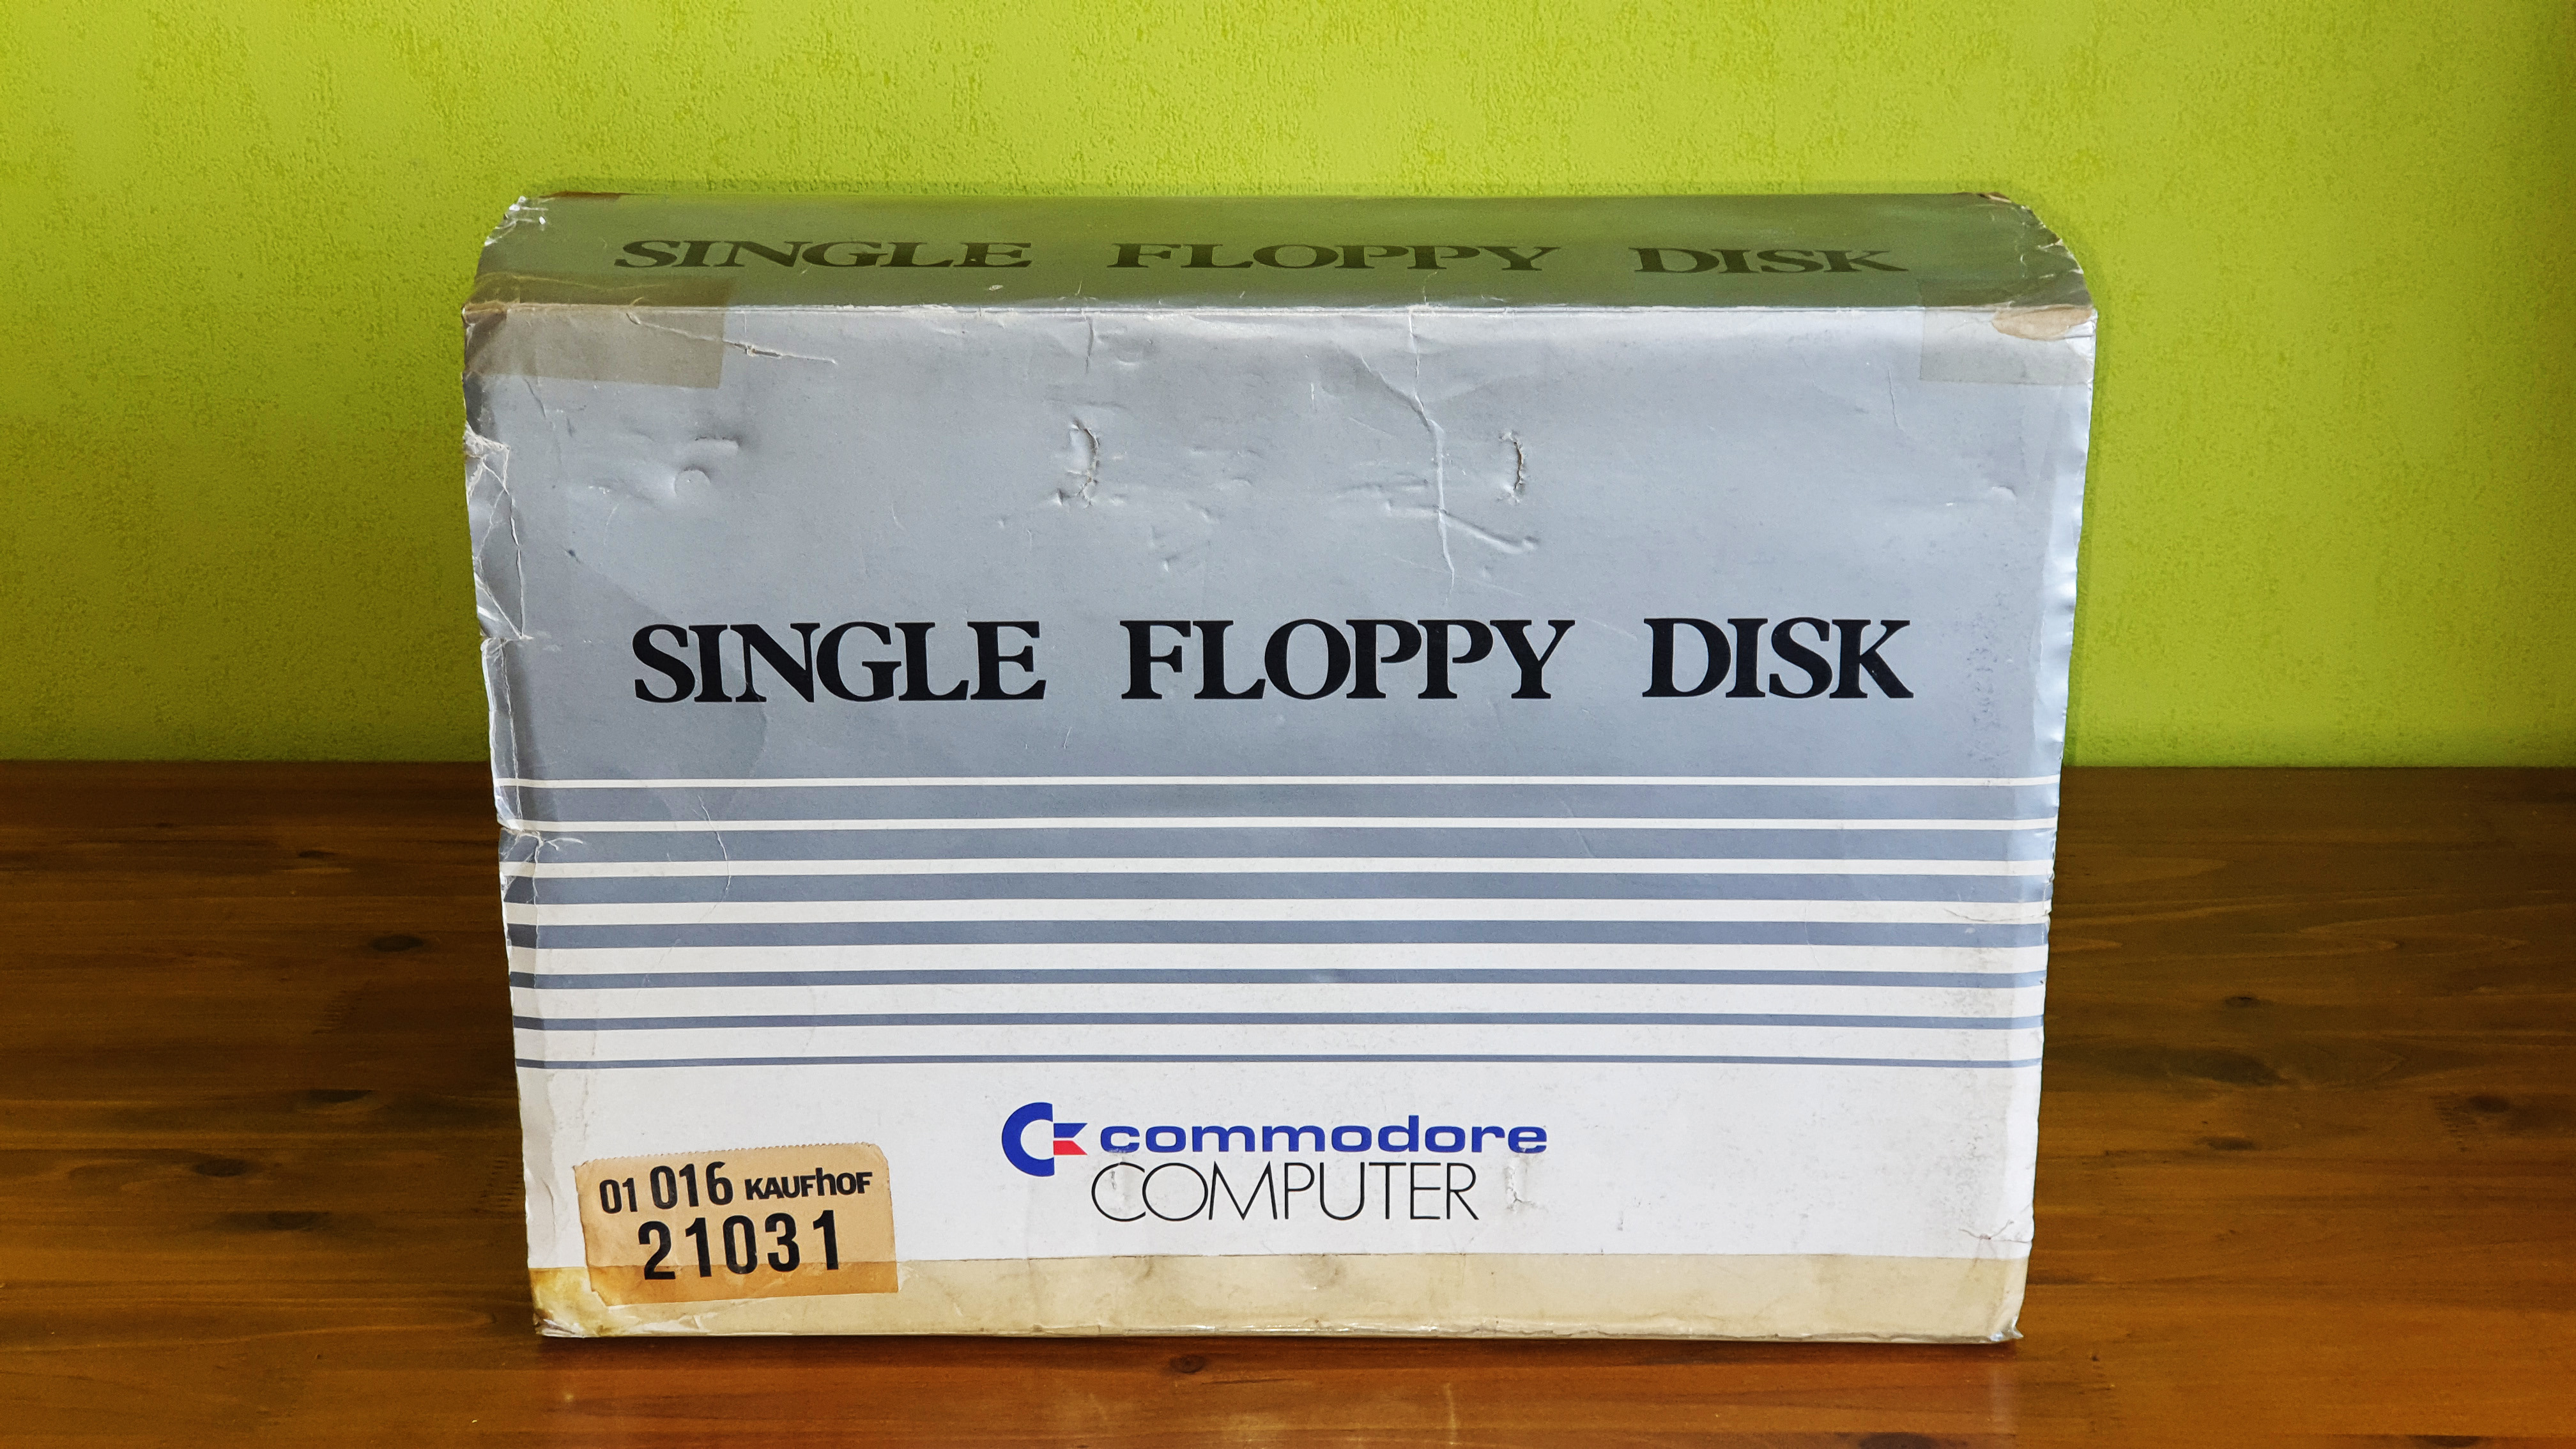 SINGLE FLOPPY DISK
SINGLE FLOPPY DISK
commodore
COMPUTER
01 016 KAUFhOF
21031